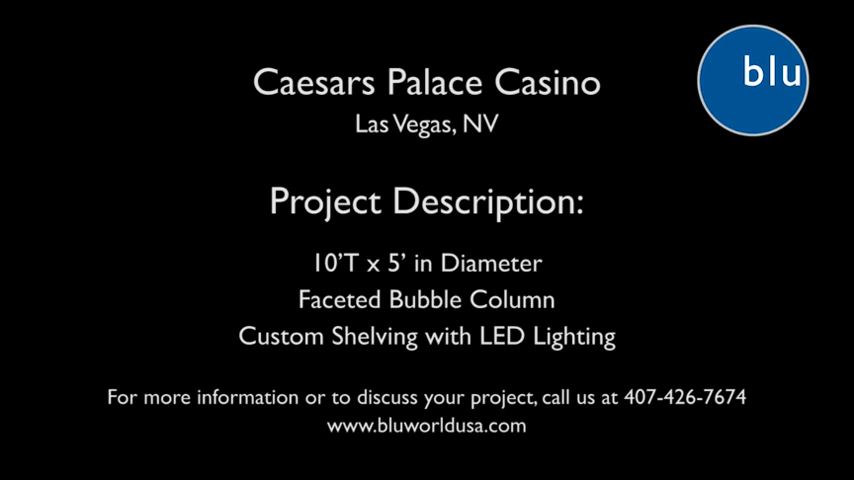 blu
Caesars Palace Casino
Las Vegas, NV
Project Description:
10'T x 5' in Diameter
Faceted Bubble Column
Custom Shelving with LED Lighting
For more information or to discuss your project, call us at 407-426-7674
www.bluworldusa.com